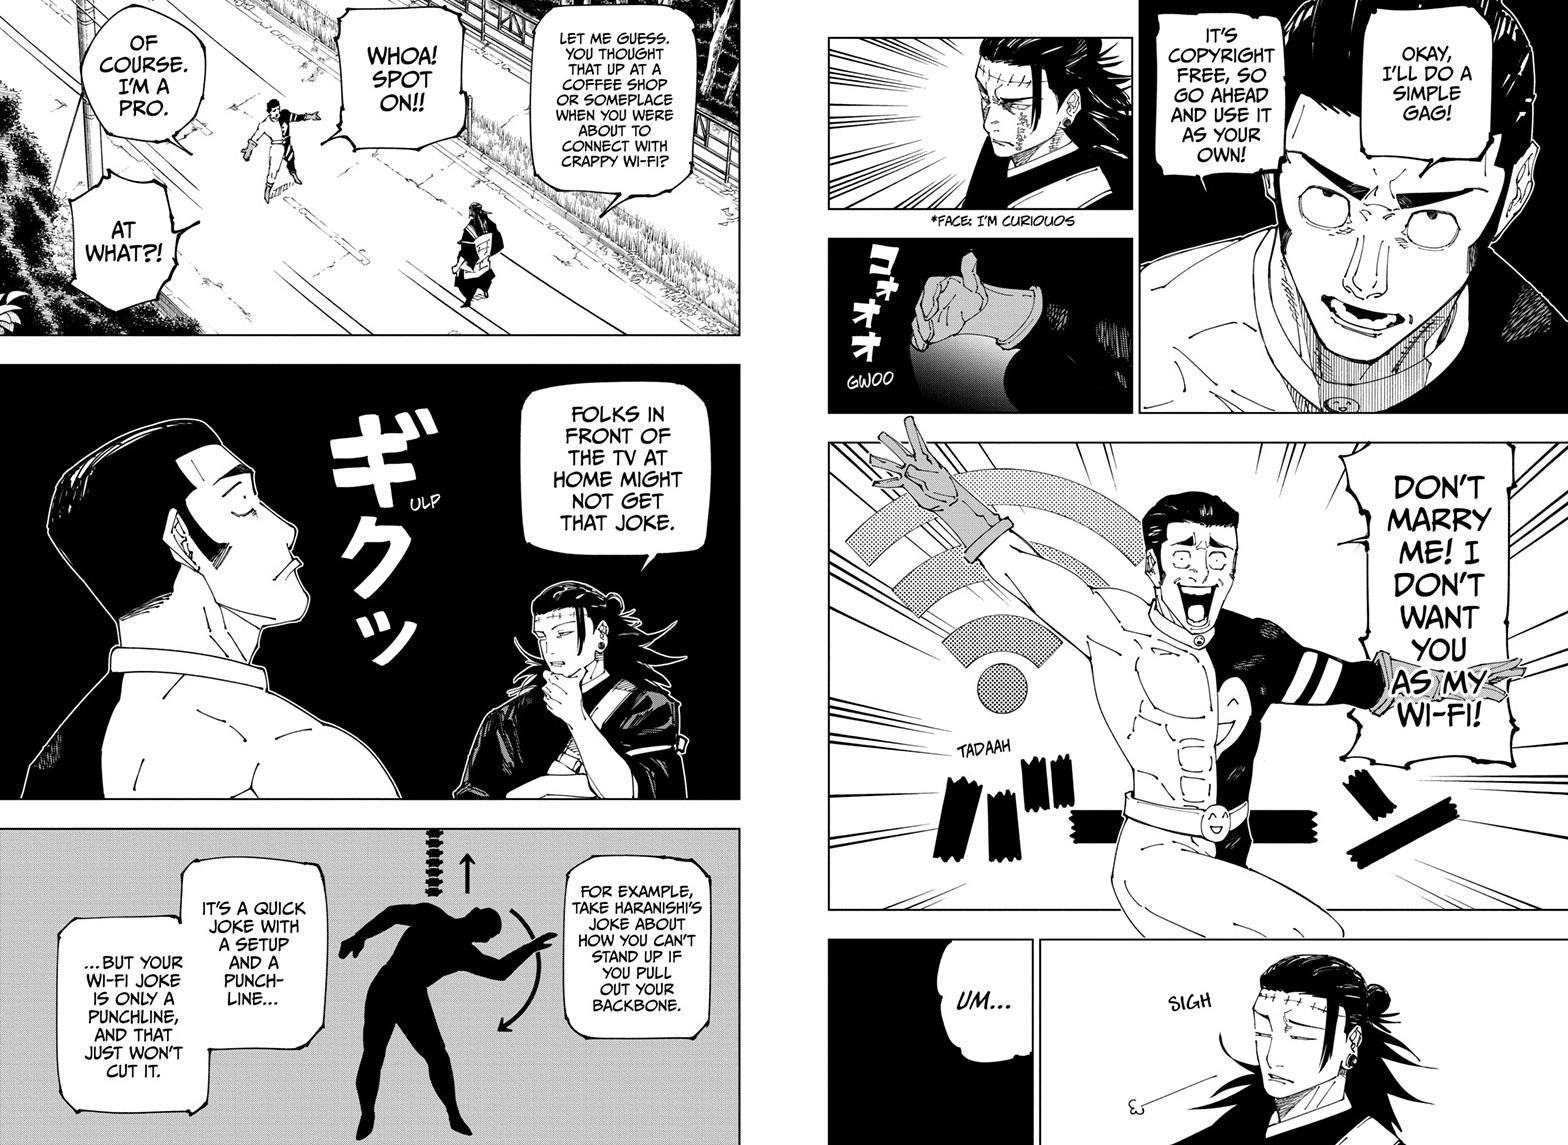 OKAY,
I'LL DO A
SIMPLE
GAG!
IT'S
COPYRIGHT
FREE, SO
GO AHEAD
AND USE IT
AS YOUR
OWN!
*FACE: I'M CURIOUOS
コォオオ
GWOO
DON'T
MARRY
ME! I
DON'T
WANT
YOU
AS MY
WI-FI!
TADAAH
SIGH
UM...
LET ME GUESS.
YOU THOUGHT
THAT UP AT A
COFFEE SHOP
OR SOMEPLACE
WHEN YOU WERE
ABOUT TO
CONNECT WITH
CRAPPY WI-FI?
WHOA!
SPOT
ON!!
OF
COURSE.
I'M A
PRO.
AT
WHAT?!
FOLKS IN
FRONT OF
THE TV AT
HOME MIGHT
NOT GET
THAT JOKE.
ギクッ
ULP
FOR EXAMPLE,
TAKE HARANISHI'S
JOKE ABOUT
HOW YOU CAN'T
STAND UP IF
YOU PULL
OUT YOUR
BACKBONE.
IT'S A QUICK
JOKE WITH
A SETUP
AND A
PUNCH-
LINE...
...BUT YOUR
WI-FI JOKE
IS ONLY A
PUNCHLINE,
AND THAT
JUST WON'T
CUT IT.